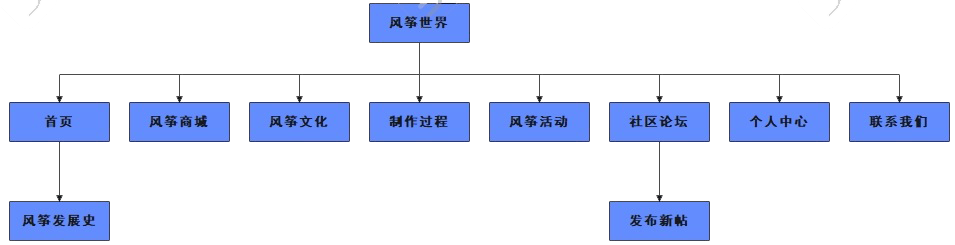 风筝世界
首页
风筝商城
风筝文化
制作过程
风筝活动
社区论坛
个人中心
联系我们
风筝发展史
发布新帖